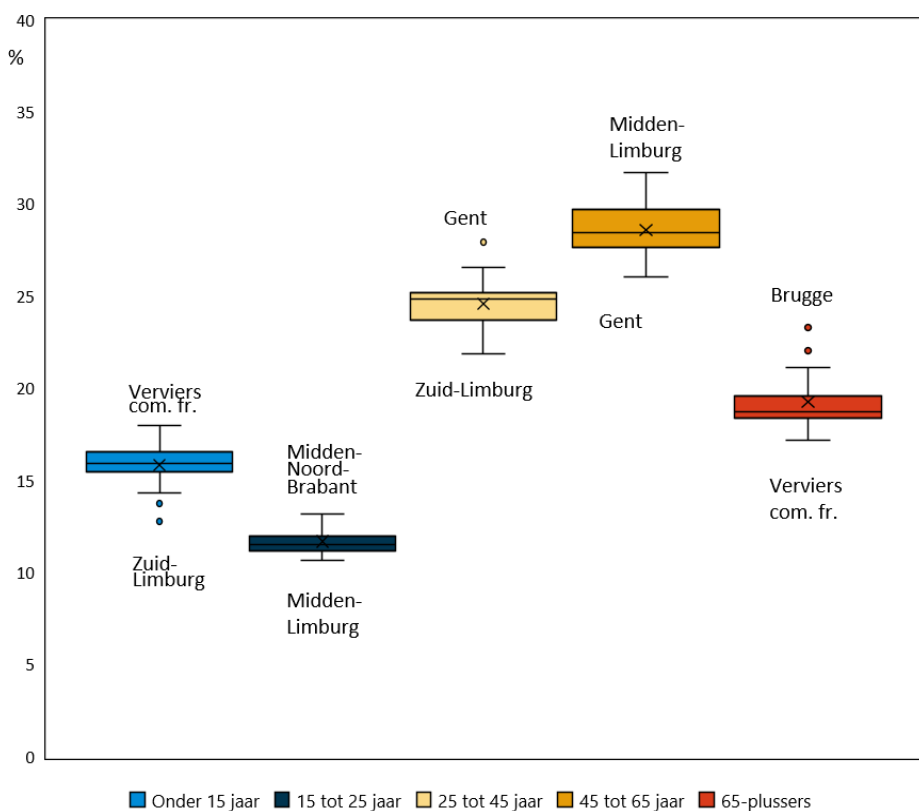 40
%
35
30
25
20
15
10
5
0
Verviers
com. fr.
Zuid-
Limburg
Midden-
Noord-
Brabant
Midden-
Limburg
Gent
Zuid-Limburg
Midden-
Limburg
Gent
Brugge
Verviers
com. fr.
Onder 15 jaar
15 tot 25 jaar
25 tot 45 jaar
45 tot 65 jaar
65-plussers